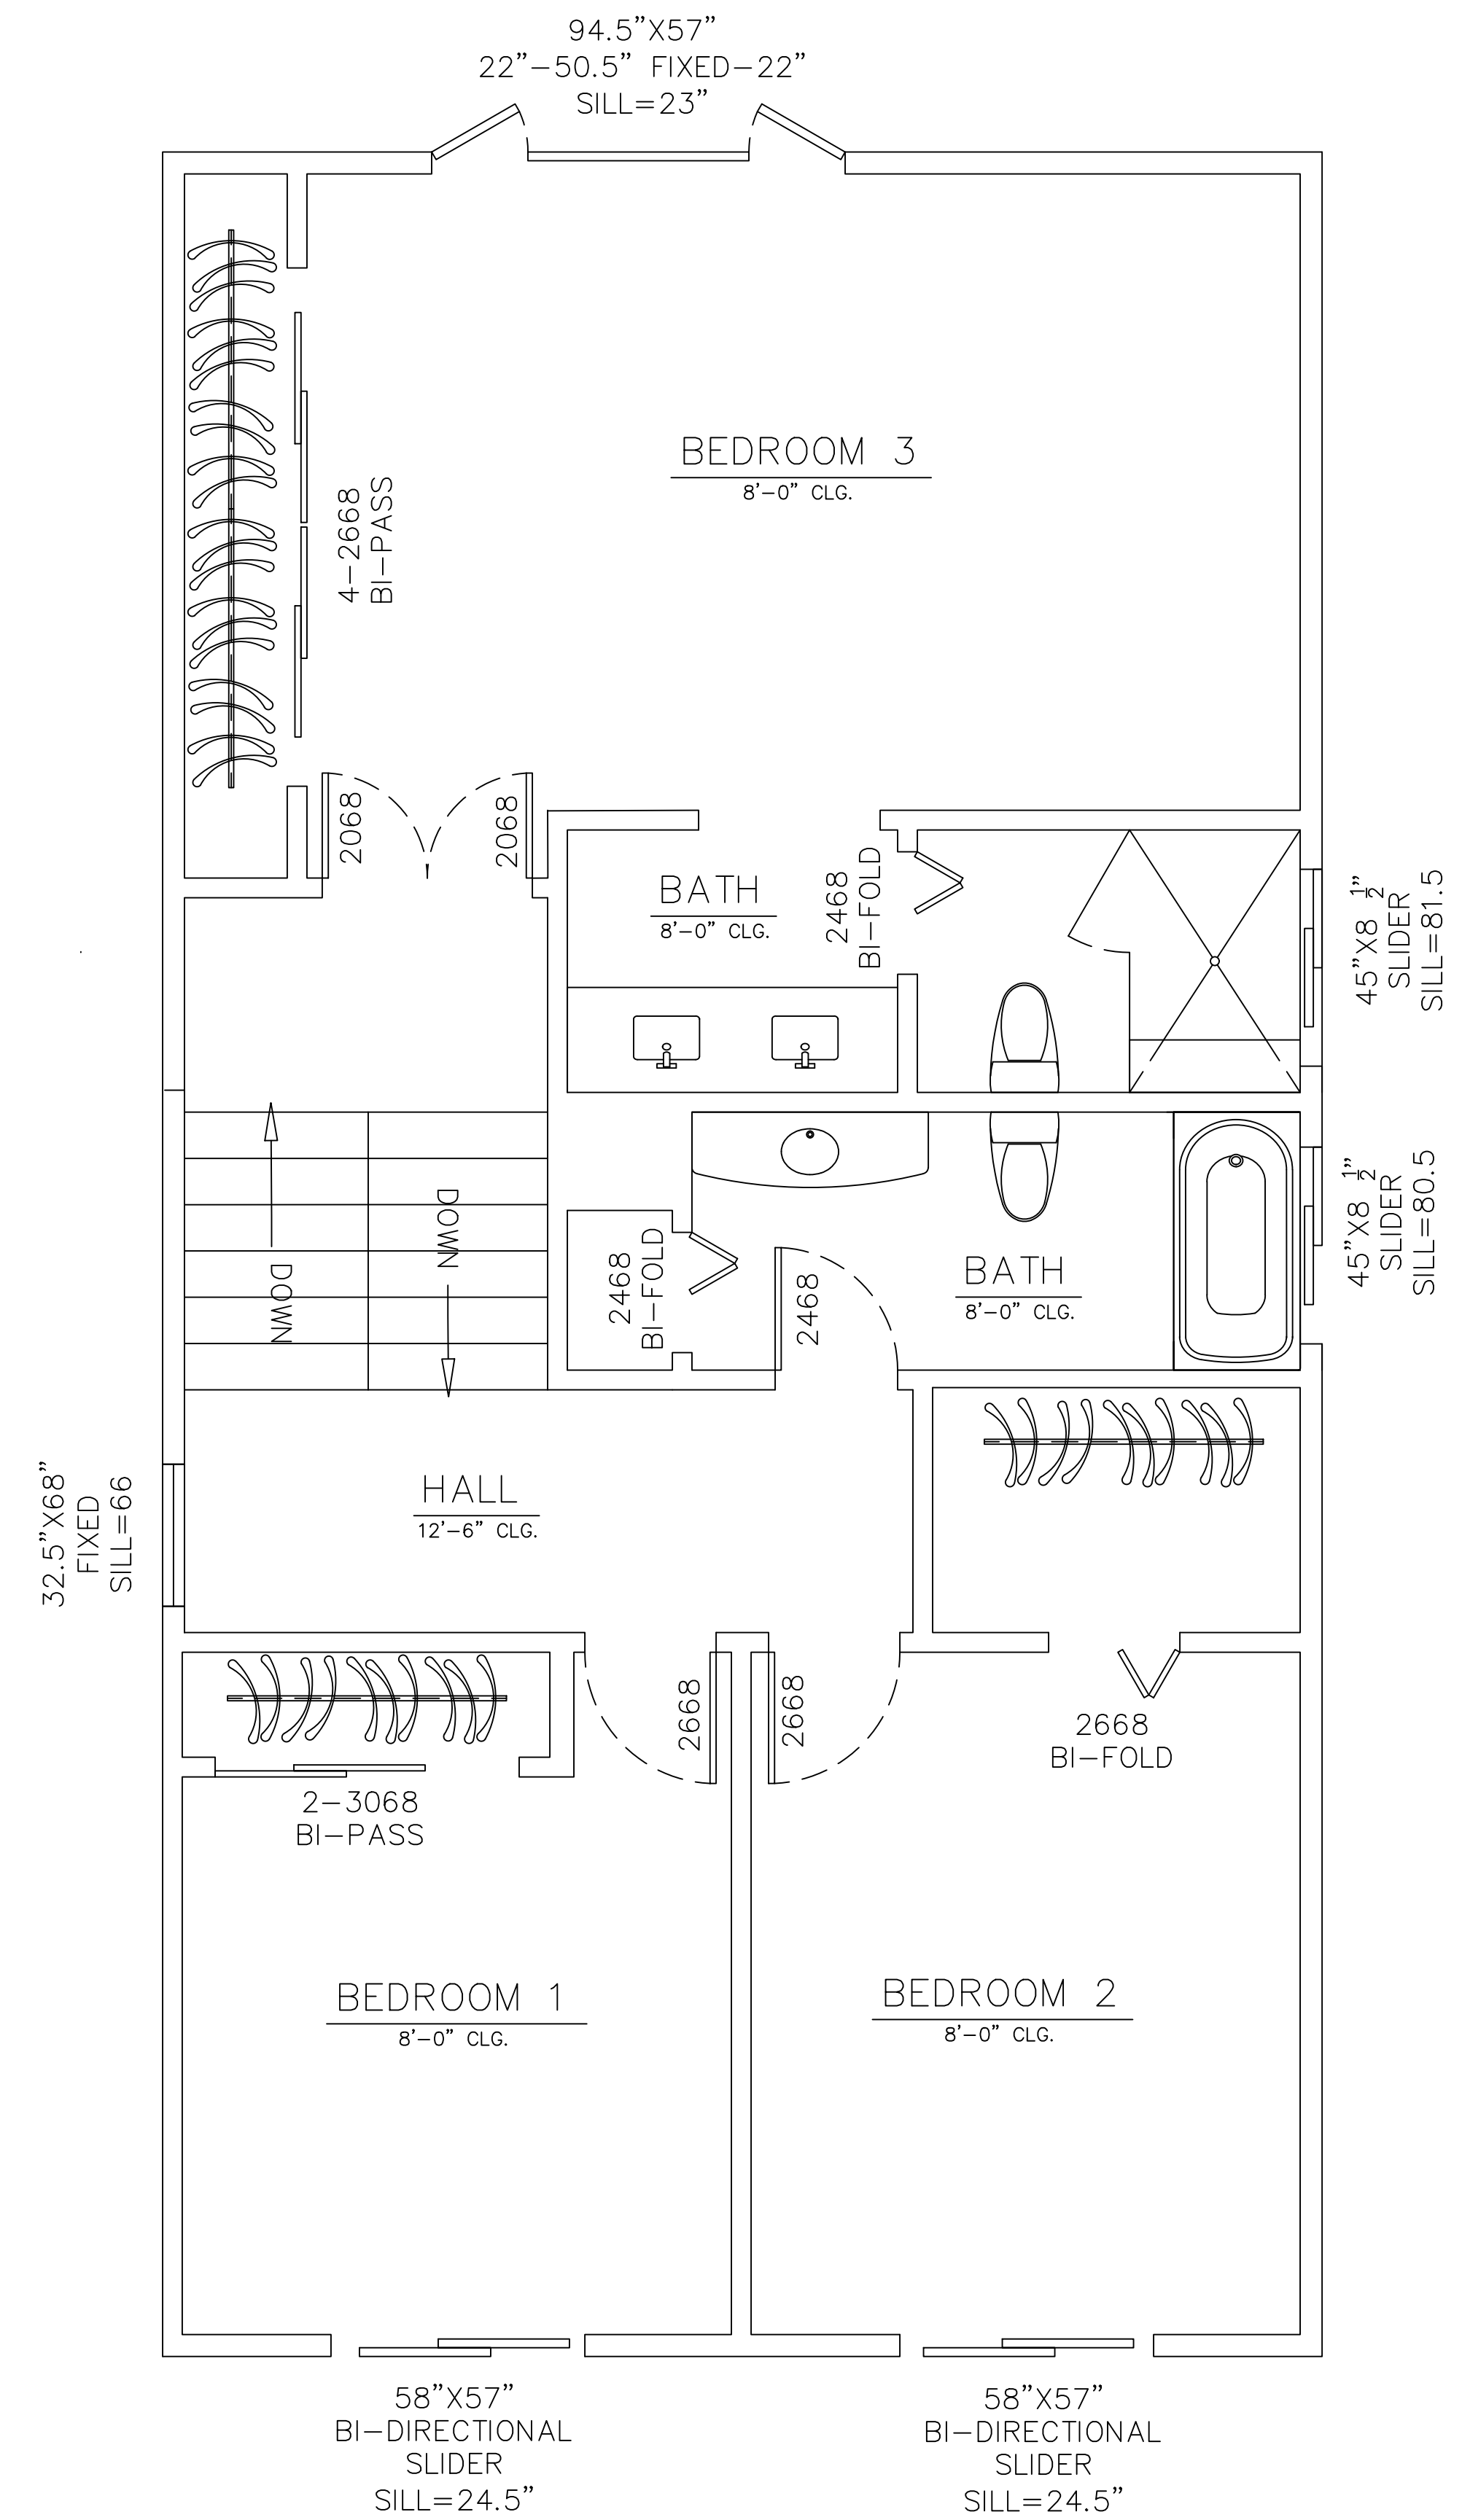 94.5”X57”
22”–50.5” FIXED–22”
SILL=23”
BEDROOM 3
8’–0” CLG.
4–2668
BI–PASS
2068
2068
BATH
8’–0” CLG.
2468
BI–FOLD
45”X8 1/2”
SLIDER
SILL=81.5
DOWN
DOWN
2468
BI–FOLD
2468
BATH
8’–0” CLG.
45”X8 1/2”
SLIDER
SILL=80.5
32.5”X68”
FIXED
SILL=66
HALL
12’–6” CLG.
2668
2668
2668
BI–FOLD
2–3068
BI–PASS
BEDROOM 1
8’–0” CLG.
BEDROOM 2
8’–0” CLG.
58”X57”
BI–DIRECTIONAL
SLIDER
SILL=24.5”
58”X57”
BI–DIRECTIONAL
SLIDER
SILL=24.5”